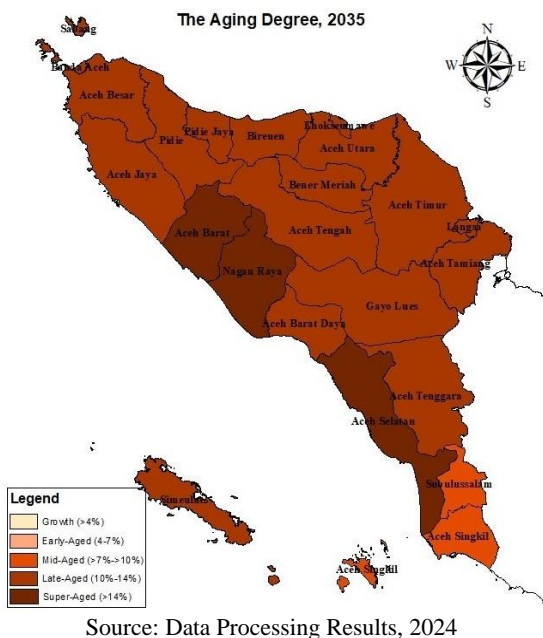 The Aging Degree, 2035
Sabang
N
W E
S
Banda Aceh
Aceh Besar
Pidie
Pidie Jaya
Bireuen
Lhokseumawe
Aceh Utara
Aceh Jaya
Bener Meriah
Aceh Timur
Aceh Barat
Aceh Tengah
Langsa
Nagan Raya
Aceh Tamiang
Gayo Lues
Aceh Barat Daya
Aceh Tenggara
Aceh Selatan
Subulussalam
Simeulue
Aceh Singkil
Aceh Singkil
Legend
Growth (>4%)
Early-Aged (4-7%)
Mid-Aged (>7%->10%)
Late-Aged (10%-14%)
Super-Aged (>14%)
Source: Data Processing Results, 2024